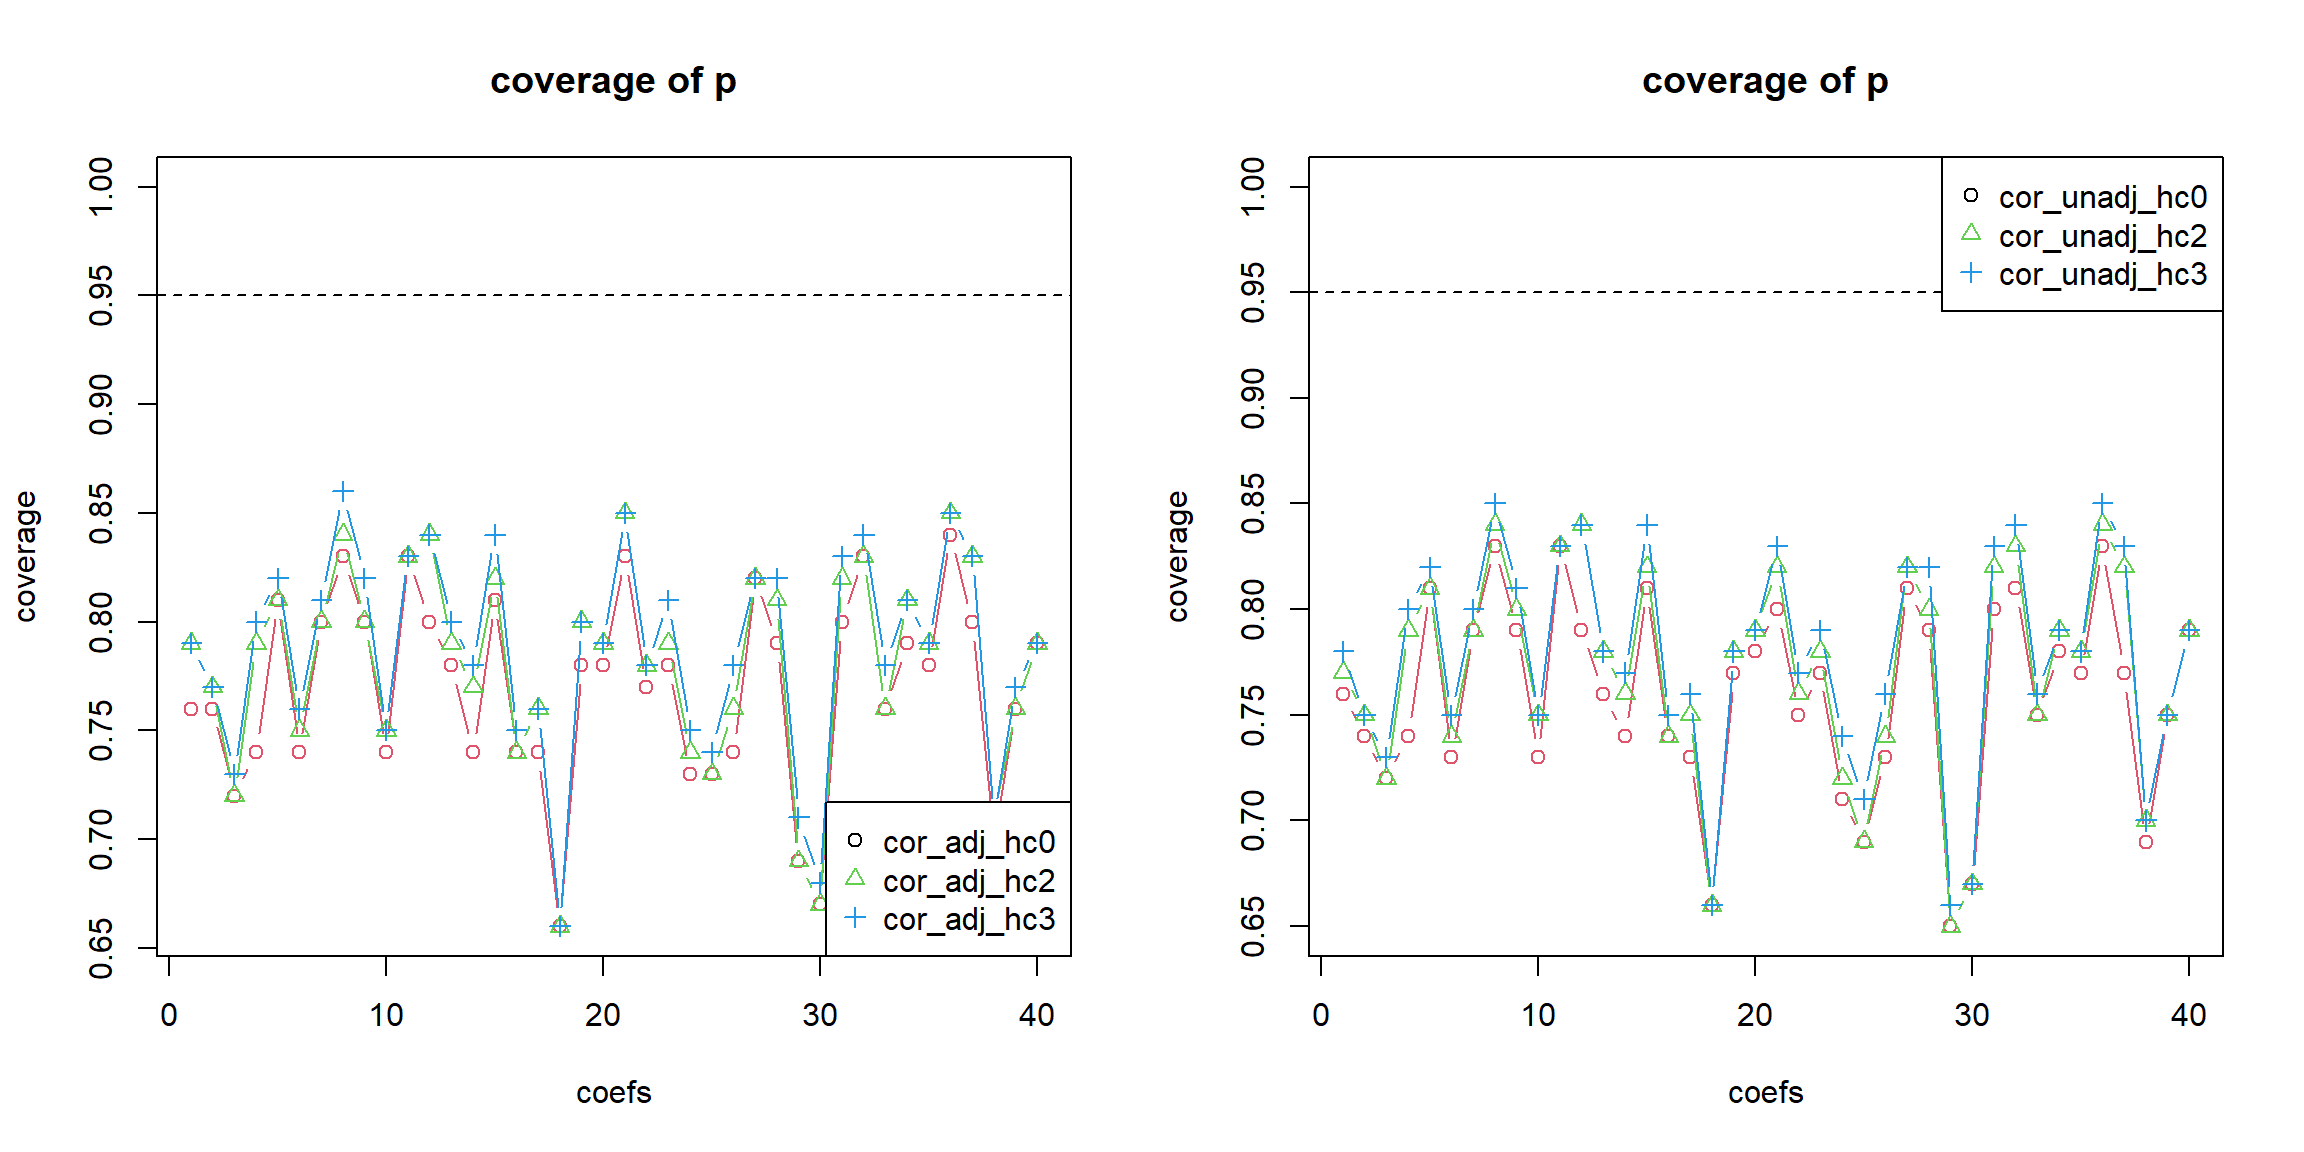 coverage of p
coverage
1.00
0.95
0.90
0.85
0.80
0.75
0.70
0.65
cor_adj_hc0
cor_adj_hc2
cor_adj_hc3
0 10 20 30 40
coefs
coverage of p
coverage
1.00
0.95
0.90
0.85
0.80
0.75
0.70
0.65
cor_unadj_hc0
cor_unadj_hc2
cor_unadj_hc3
0 10 20 30 40
coefs